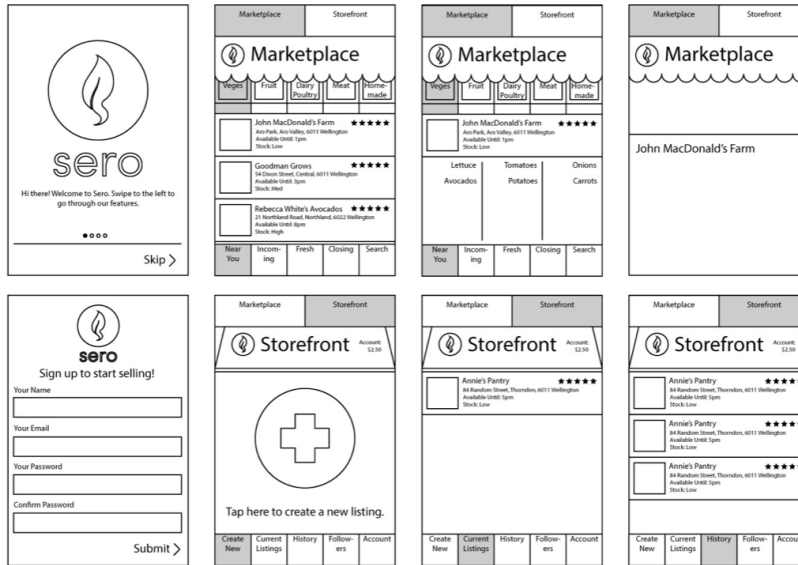 sero
Hi there! Welcome to Sero. Swipe to the left to
go through our features.
Skip
Marketplace Storefront
Marketplace
Veges Fruit Dairy Poultry Meat Home-made
John MacDonald's Farm ★★★★★
Aro Park, Aro Valley, 6011 Wellington
Available Until: 1pm
Stock: Low
Goodman Grows ★★★★★
54 Dixon Street, Central, 6011 Wellington
Available Until: 3pm
Stock: Med
Rebecca White's Avocados ★★★★★
21 Northland Road, Northland, 6022 Wellington
Available Until: 8pm
Stock: High
Near You Incom-ing Fresh Closing Search
Marketplace Storefront
Marketplace
Veges Fruit Dairy Poultry Meat Home-made
John MacDonald's Farm ★★★★★
Aro Park, Aro Valley, 6011 Wellington
Available Until: 1pm
Stock: Low
Lettuce Tomatoes Onions
Avocados Potatoes Carrots
Near You Incom-ing Fresh Closing Search
Marketplace Storefront
Marketplace
John MacDonald's Farm
sero
Sign up to start selling!
Your Name
Your Email
Your Password
Confirm Password
Submit
Marketplace Storefront
Storefront Account: $2.50
Tap here to create a new listing.
Create New Current Listings History Follow-ers Account
Marketplace Storefront
Storefront Account: $2.50
Annie's Pantry ★★★★★
84 Random Street, Thorndon, 6011 Wellington
Available Until: 5pm
Stock: Low
Create New Current Listings History Follow-ers Account
Marketplace Storefront
Storefront Account: $2.50
Annie's Pantry ★★★★
84 Random Street, Thorndon, 6011 Wellington
Available Until: 5pm
Stock: Low
Annie's Pantry ★★★★
84 Random Street, Thorndon, 6011 Wellington
Available Until: 5pm
Stock: Low
Annie's Pantry ★★★★
84 Random Street, Thorndon, 6011 Wellington
Available Until: 5pm
Stock: Low
Create New Current Listings History Follow-ers Accou